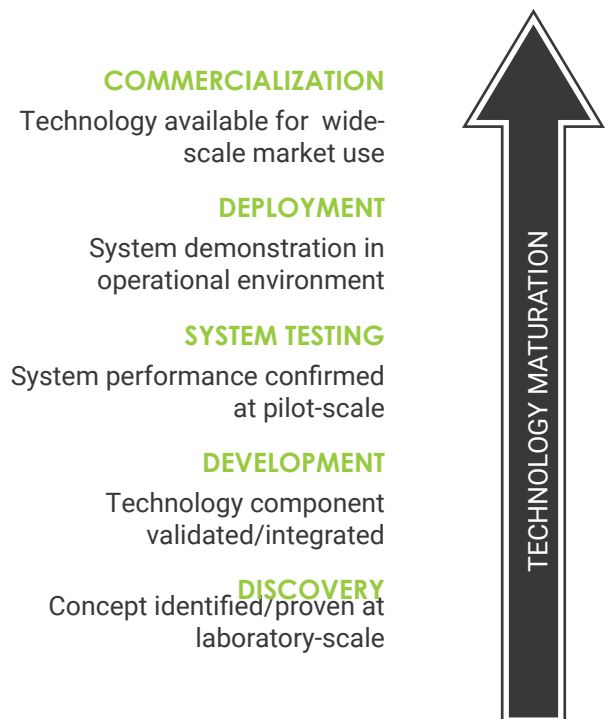 COMMERCIALIZATION
Technology available for wide-
scale market use
DEPLOYMENT
System demonstration in
operational environment
SYSTEM TESTING
System performance confirmed
at pilot-scale
DEVELOPMENT
Technology component
validated/integrated
DISCOVERY
Concept identified/proven at
laboratory-scale
TECHNOLOGY MATURATION